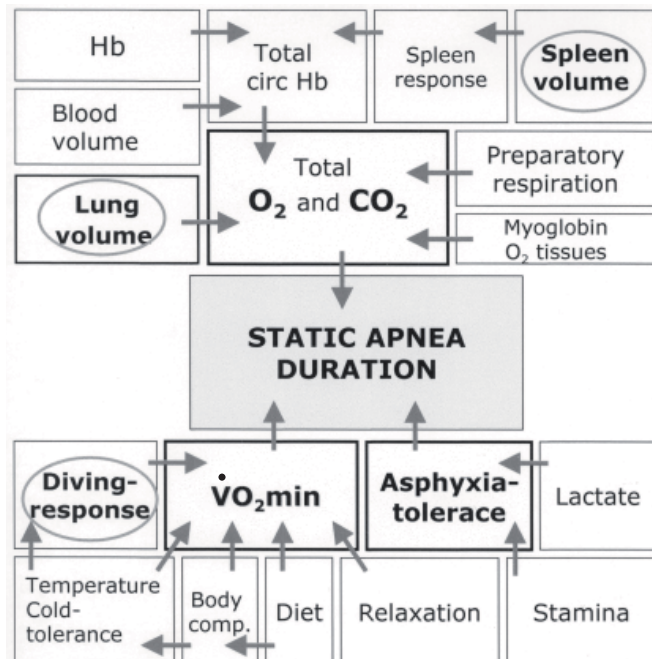 Hb
Total
circ Hb
Spleen
response
Spleen
volume
Blood
volume
Total
O₂ and CO₂
Preparatory
respiration
Lung
volume
Myoglobin
O₂ tissues
STATIC APNEA
DURATION
Diving-
response
V̇O₂min
Asphyxia-
tolerace
Lactate
Temperature
Cold-
tolerance
Body
comp.
Diet
Relaxation
Stamina